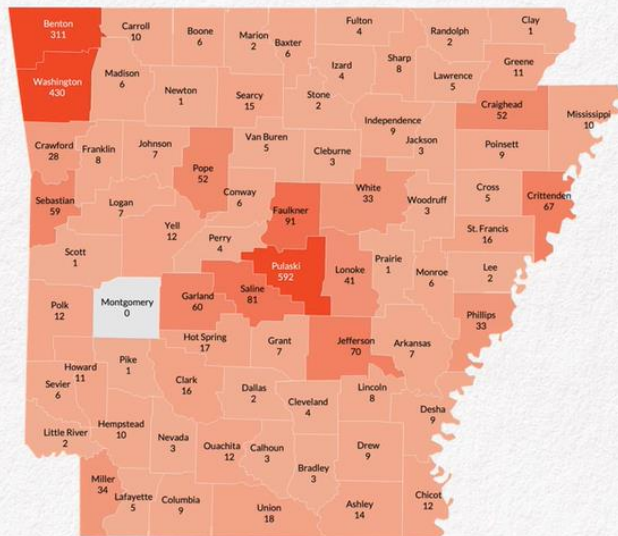 Benton
311
Carroll
10
Boone
6
Marion
2
Baxter
6
Fulton
4
Randolph
2
Clay
1
Washington
430
Madison
6
Newton
1
Searcy
15
Stone
2
Izard
4
Sharp
8
Lawrence
5
Greene
11
Craighead
52
Mississippi
10
Independence
9
Jackson
3
Poinsett
9
Crawford
28
Franklin
8
Johnson
7
Pope
52
Van Buren
5
Cleburne
3
Conway
6
White
33
Woodruff
3
Cross
5
Crittenden
67
Sebastian
59
Logan
7
Faulkner
91
Yell
12
Perry
4
Pulaski
592
Lonoke
41
Prairie
1
Monroe
6
St. Francis
16
Lee
2
Scott
1
Saline
81
Garland
60
Montgomery
0
Polk
12
Phillips
33
Hot Spring
17
Grant
7
Jefferson
70
Arkansas
7
Pike
1
Howard
11
Sevier
6
Clark
16
Dallas
2
Cleveland
4
Lincoln
8
Desha
9
Little River
2
Hempstead
10
Nevada
3
Ouachita
12
Calhoun
3
Bradley
3
Drew
9
Miller
34
Lafayette
5
Columbia
9
Union
18
Ashley
14
Chicot
12